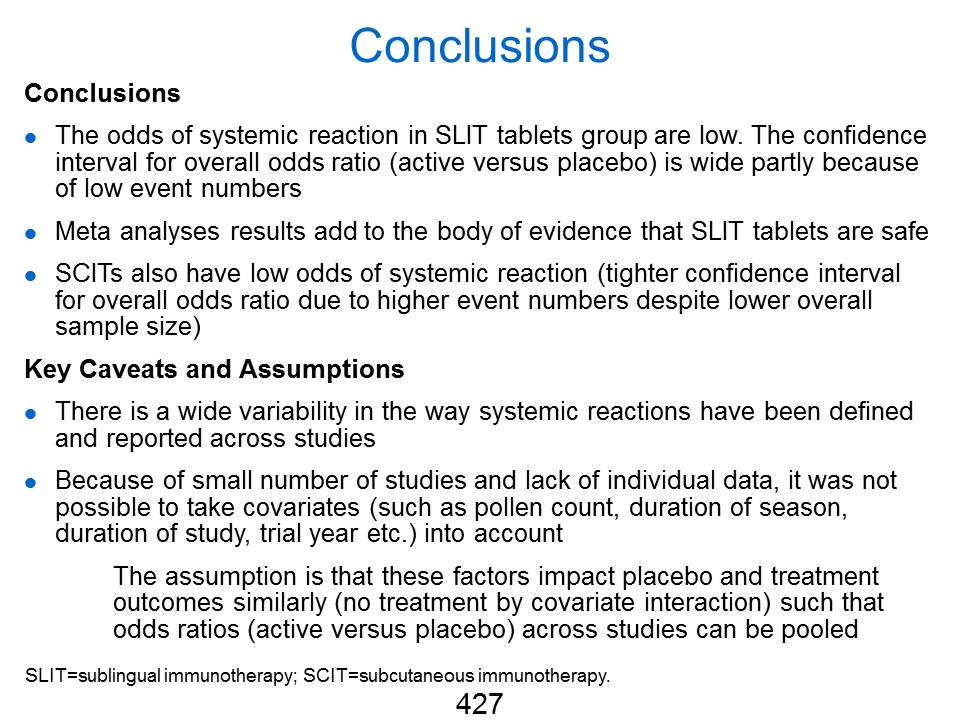 Conclusions
Conclusions
● The odds of systemic reaction in SLIT tablets group are low. The confidence
interval for overall odds ratio (active versus placebo) is wide partly because
of low event numbers
● Meta analyses results add to the body of evidence that SLIT tablets are safe
● SCITs also have low odds of systemic reaction (tighter confidence interval
for overall odds ratio due to higher event numbers despite lower overall
sample size)
Key Caveats and Assumptions
● There is a wide variability in the way systemic reactions have been defined
and reported across studies
● Because of small number of studies and lack of individual data, it was not
possible to take covariates (such as pollen count, duration of season,
duration of study, trial year etc.) into account
The assumption is that these factors impact placebo and treatment
outcomes similarly (no treatment by covariate interaction) such that
odds ratios (active versus placebo) across studies can be pooled
SLIT=sublingual immunotherapy; SCIT=subcutaneous immunotherapy.
427